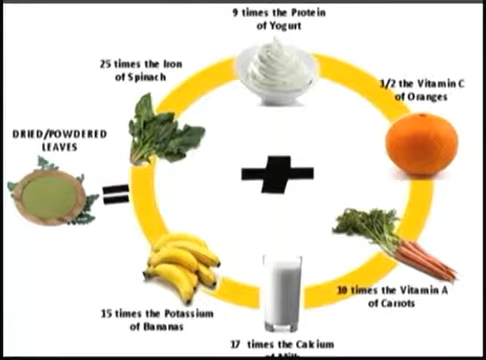 9 times the Protein
of Yogurt
25 times the Iron
of Spinach
1/2 the Vitamin C
of Oranges
DRIED/POWDERED
LEAVES
=
10 times the Vitamin A
of Carrots
15 times the Potassium
of Bananas
17 times the Calcium
of Milk